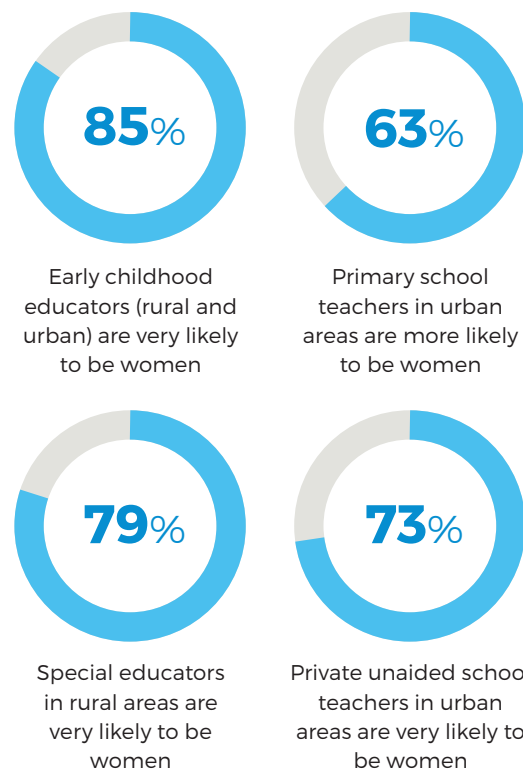 85%
Early childhood
educators (rural and
urban) are very likely
to be women
63%
Primary school
teachers in urban
areas are more likely
to be women
79%
Special educators
in rural areas are
very likely to be
women
73%
Private unaided school
teachers in urban
areas are very likely to
be women